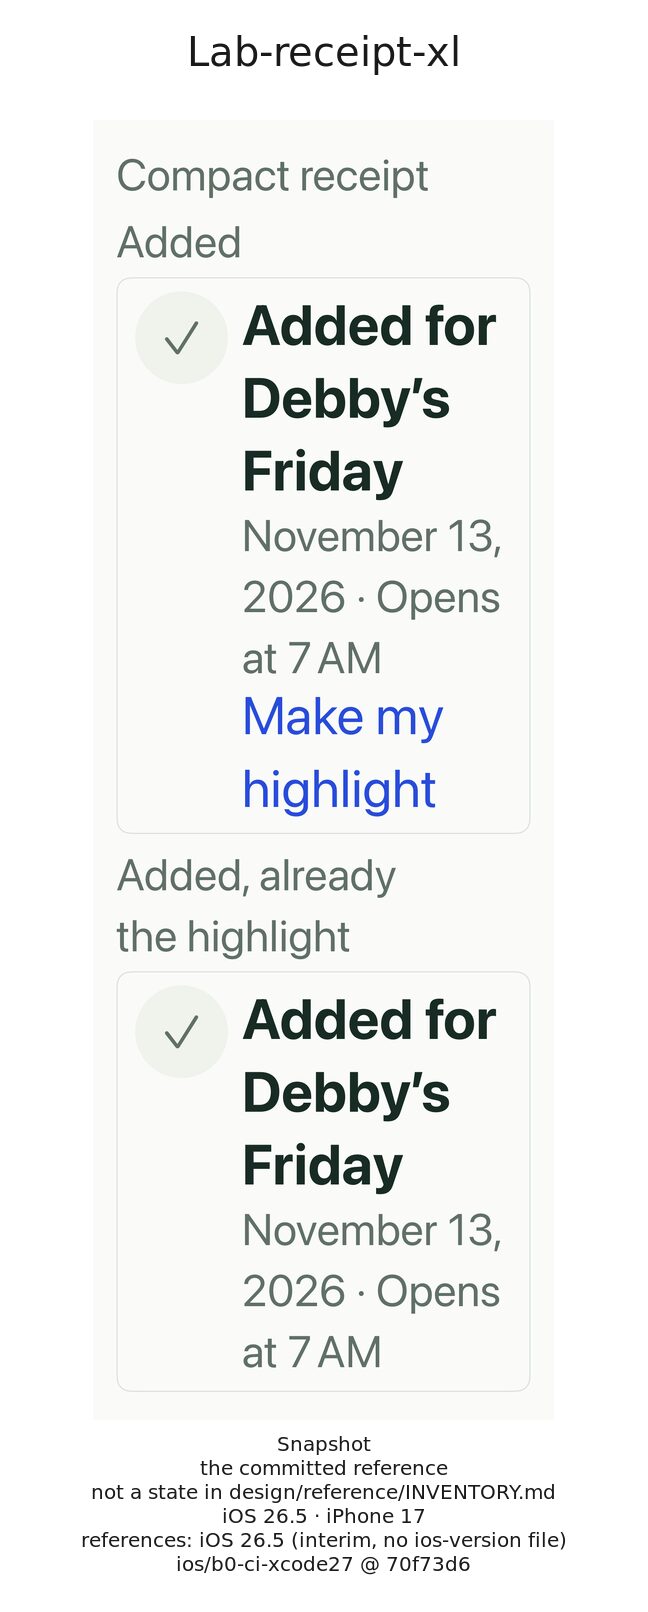 Lab-receipt-xl
Compact receipt
Added
Added for
Debby’s
Friday
November 13,
2026 · Opens
at 7 AM
Make my
highlight
Added, already
the highlight
Added for
Debby’s
Friday
November 13,
2026 · Opens
at 7 AM
Snapshot
the committed reference
not a state in design/reference/INVENTORY.md
iOS 26.5 · iPhone 17
references: iOS 26.5 (interim, no ios-version file)
ios/b0-ci-xcode27 @ 70f73d6